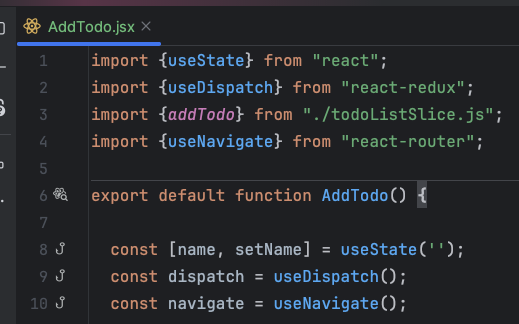 AddTodo.jsx
1 import {useState} from "react";
2 import {useDispatch} from "react-redux";
3 import {addTodo} from "./todoListSlice.js";
4 import {useNavigate} from "react-router";
5
6 export default function AddTodo() {
7
8 const [name, setName] = useState('');
9 const dispatch = useDispatch();
10 const navigate = useNavigate();